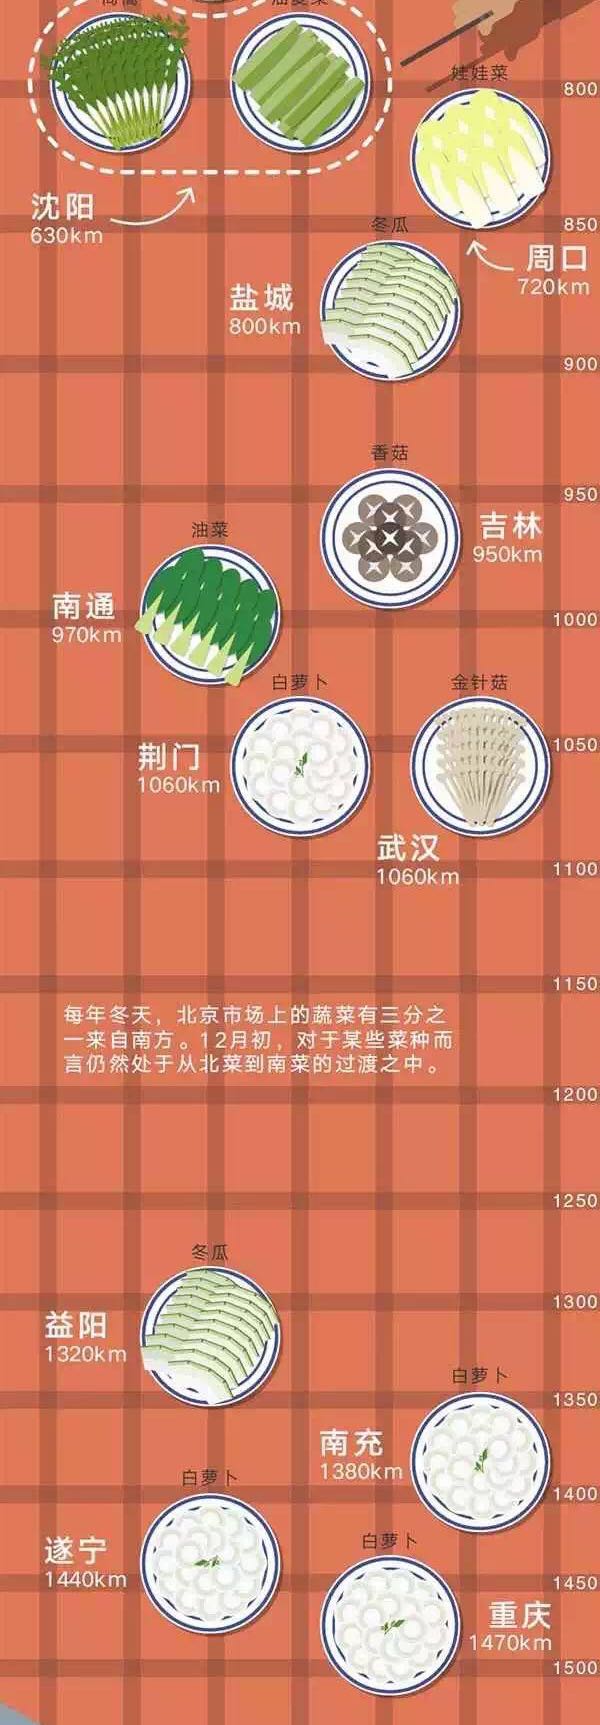 娃娃菜
800
沈阳
630km
850
冬瓜
周口
720km
盐城
800km
900
香菇
950
吉林
950km
油菜
南通
970km
1000
白萝卜
金针菇
1050
荆门
1060km
武汉
1060km
1100
1150
每年冬天，北京市场上的蔬菜有三分之
一来自南方。12月初，对于某些菜种而
言仍然处于从北菜到南菜的过渡之中。
1200
1250
冬瓜
1300
益阳
1320km
1350
白萝卜
南充
1380km
白萝卜
1400
白萝卜
遂宁
1440km
1450
重庆
1470km
1500